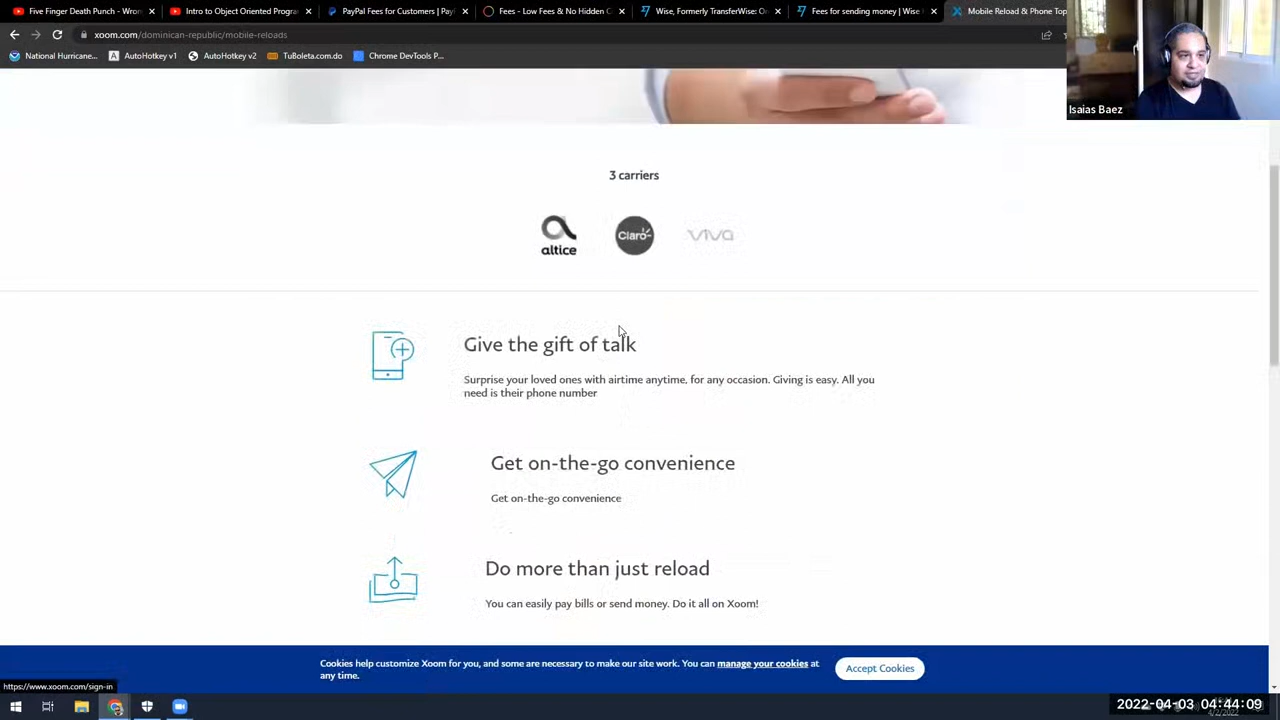 Five Finger Death Punch - Wron
Intro to Object Oriented Progra
PayPal Fees for Customers | Pay
Fees - Low Fees & No Hidden C
Wise, Formerly TransferWise: O
Fees for sending money | Wise
Mobile Reload & Phone Top
xoom.com/dominican-republic/mobile-reloads
National Hurricane...
AutoHotkey v1
AutoHotkey v2
TuBoleta.com.do
Chrome DevTools P...
Isaias Baez
3 carriers
altice
Claro
viva
Give the gift of talk
Surprise your loved ones with airtime anytime, for any occasion. Giving is easy. All you
need is their phone number
Get on-the-go convenience
Get on-the-go convenience
Do more than just reload
You can easily pay bills or send money. Do it all on Xoom!
Cookies help customize Xoom for you, and some are necessary to make our site work. You can manage your cookies at
any time.
Accept Cookies
https://www.xoom.com/sign-in
2022-04-03 04:44:09